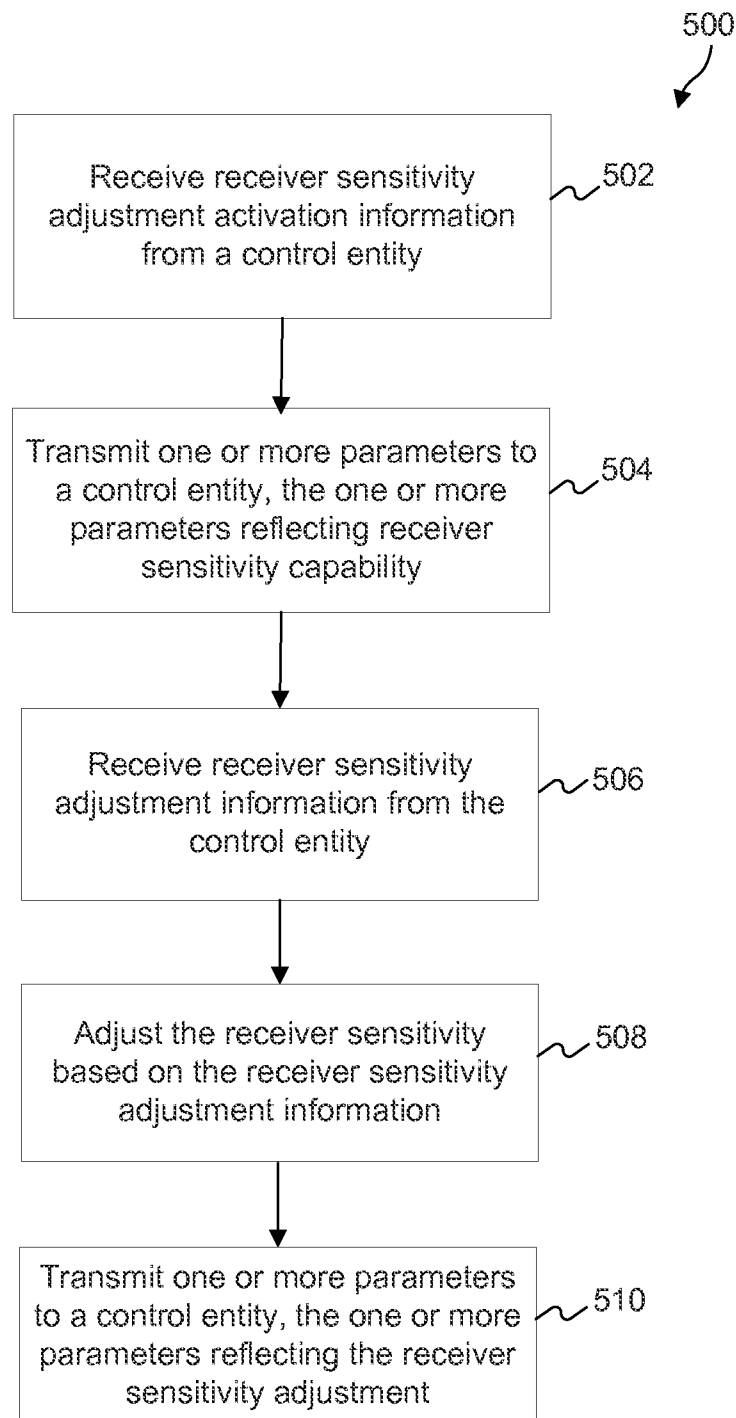 500
Receive receiver sensitivity
adjustment activation information
from a control entity
502
Transmit one or more parameters to
a control entity, the one or more
parameters reflecting receiver
sensitivity capability
504
Receive receiver sensitivity
adjustment information from the
control entity
506
Adjust the receiver sensitivity
based on the receiver sensitivity
adjustment information
508
Transmit one or more parameters
to a control entity, the one or more
parameters reflecting the receiver
sensitivity adjustment
510